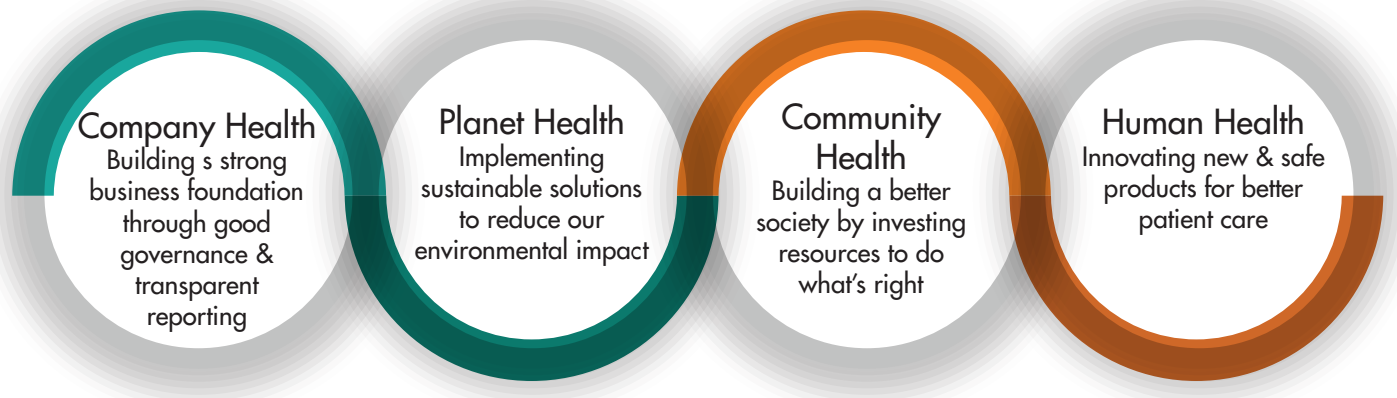 Company Health
Building s strong
business foundation
through good
governance &
transparent
reporting
Planet Health
Implementing
sustainable solutions
to reduce our
environmental impact
Community
Health
Building a better
society by investing
resources to do
what's right
Human Health
Innovating new & safe
products for better
patient care